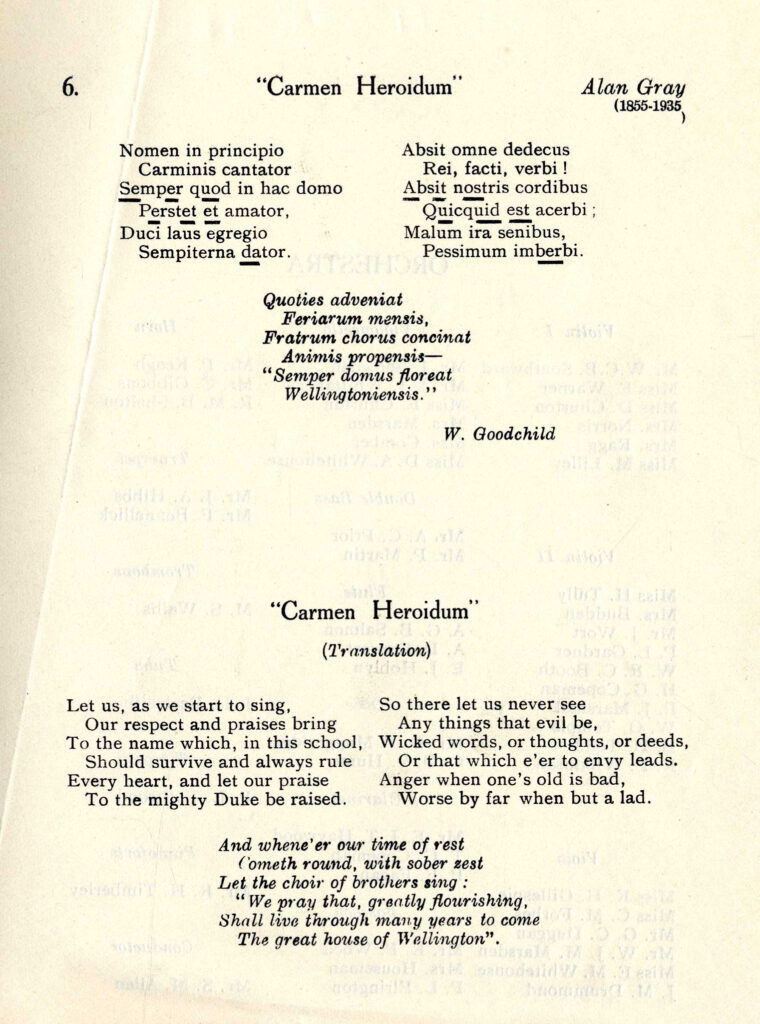 6. "Carmen Heroidum" Alan Gray
(1855-1935)
Nomen in principio
Carminis cantator
Semper quod in hac domo
Perstet et amator,
Duci laus egregio
Sempiterna dator.
Absit omne dedecus
Rei, facti, verbi !
Absit nostris cordibus
Quicquid est acerbi ;
Malum ira senibus,
Pessimum imberbi.
Quoties adveniat
Feriarum mensis,
Fratrum chorus concinat
Animis propensis—
"Semper domus floreat
Wellingtoniensis."
W. Goodchild
"Carmen Heroidum"
(Translation)
Let us, as we start to sing,
Our respect and praises bring
To the name which, in this school,
Should survive and always rule
Every heart, and let our praise
To the mighty Duke be raised.
So there let us never see
Any things that evil be,
Wicked words, or thoughts, or deeds,
Or that which e'er to envy leads.
Anger when one's old is bad,
Worse by far when but a lad.
And whene'er our time of rest
Cometh round, with sober zest
Let the choir of brothers sing :
"We pray that, greatly flourishing,
Shall live through many years to come
The great house of Wellington".